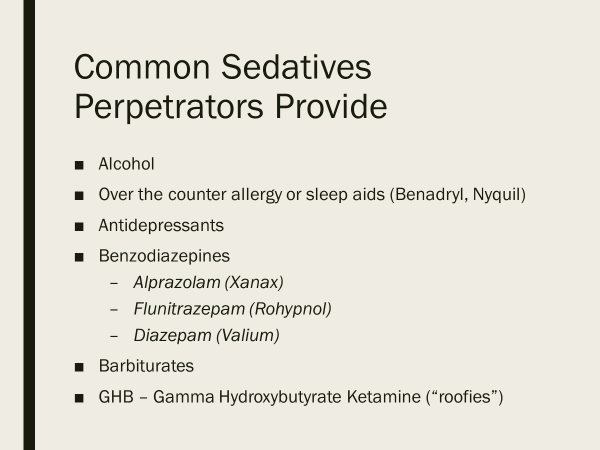 Common Sedatives
Perpetrators Provide
■ Alcohol
■ Over the counter allergy or sleep aids (Benadryl, Nyquil)
■ Antidepressants
■ Benzodiazepines
– Alprazolam (Xanax)
– Flunitrazepam (Rohypnol)
– Diazepam (Valium)
■ Barbiturates
■ GHB – Gamma Hydroxybutyrate Ketamine (“roofies”)